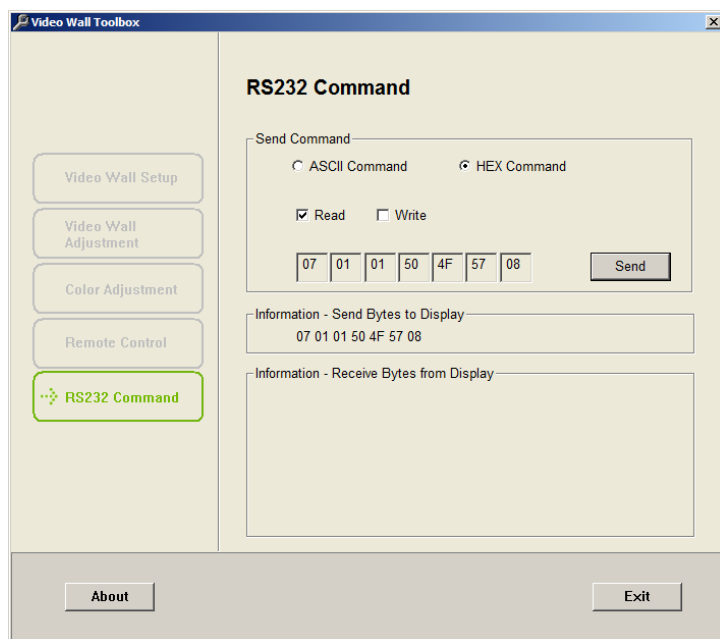 Video Wall Toolbox
RS232 Command
Video Wall Setup
Video Wall
Adjustment
Color Adjustment
Remote Control
RS232 Command
Send Command
ASCII Command HEX Command
Read Write
07 01 01 50 4F 57 08 Send
Information - Send Bytes to Display
07 01 01 50 4F 57 08
Information - Receive Bytes from Display
About Exit